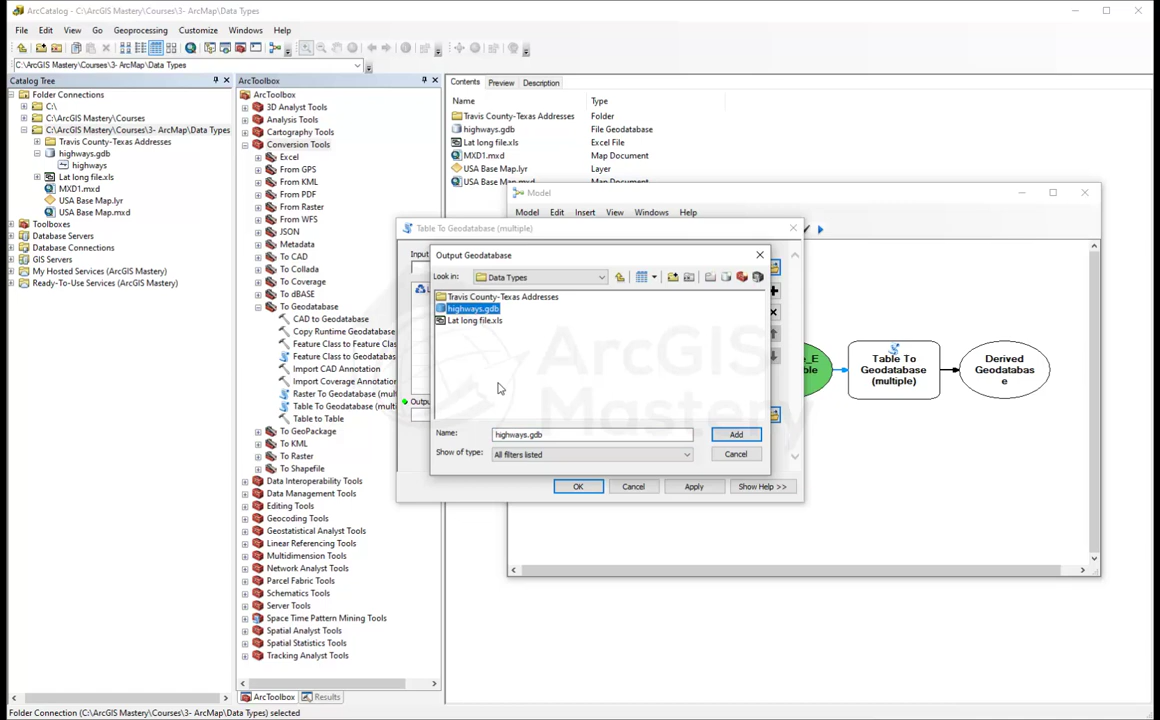 ArcCatalog - C:\ArcGIS Mastery\Courses\3- ArcMap\Data Types
File Edit View Go Geoprocessing Customize Windows Help
C:\ArcGIS Mastery\Courses\3- ArcMap\Data Types
Catalog Tree
Folder Connections
C:\
C:\ArcGIS Mastery\Courses
C:\ArcGIS Mastery\Courses\3- ArcMap\Data Types
Travis County-Texas Addresses
highways.gdb
highways
Lat long file.xls
MXD1.mxd
USA Base Map.lyr
USA Base Map.mxd
Toolboxes
Database Servers
Database Connections
GIS Servers
My Hosted Services (ArcGIS Mastery)
Ready-To-Use Services (ArcGIS Mastery)
ArcToolbox
ArcToolbox
3D Analyst Tools
Analysis Tools
Cartography Tools
Conversion Tools
Excel
From GPS
From KML
From PDF
From Raster
From WFS
JSON
Metadata
To CAD
To Collada
To Coverage
To dBASE
To Geodatabase
CAD to Geodatabase
Copy Runtime Geodatabase
Feature Class to Feature Clas
Feature Class to Geodatabas
Import CAD Annotation
Import Coverage Annotation
Raster To Geodatabase (mu
Table To Geodatabase (mult
Table to Table
To GeoPackage
To KML
To Raster
To Shapefile
Data Interoperability Tools
Data Management Tools
Editing Tools
Geocoding Tools
Geostatistical Analyst Tools
Linear Referencing Tools
Multidimension Tools
Network Analyst Tools
Parcel Fabric Tools
Schematics Tools
Server Tools
Space Time Pattern Mining Tools
Spatial Analyst Tools
Spatial Statistics Tools
Tracking Analyst Tools
ArcToolbox Results
Contents Preview Description
Name Type
Travis County-Texas Addresses Folder
highways.gdb File Geodatabase
Lat long file.xls Excel File
MXD1.mxd Map Document
USA Base Map.lyr Layer
USA Base Map.mxd Map Document
Model
Model Edit Insert View Windows Help
Table To Geodatabase (multiple)
Input
Outpu
Output Geodatabase
Look in: Data Types
Travis County-Texas Addresses
highways.gdb
Lat long file.xls
Name: highways.gdb Add
Show of type: All filters listed Cancel
OK Cancel Apply Show Help >>
_E
ble
Table To
Geodatabase
(multiple)
Derived
Geodatabas
e
ArcGIS
Mastery
Folder Connection (C:\ArcGIS Mastery\Courses\3- ArcMap\Data Types) selected